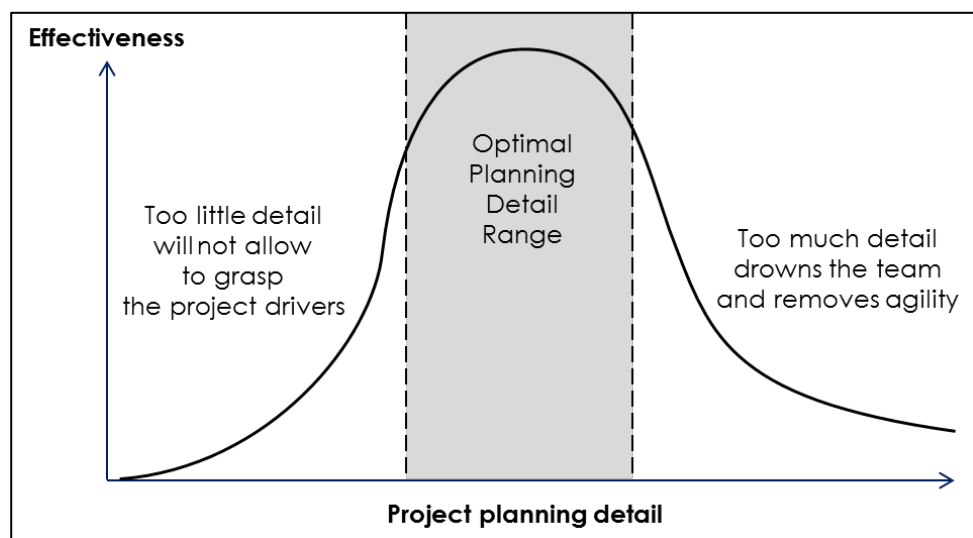 Effectiveness
Optimal
Planning
Detail
Range
Too little detail
will not allow
to grasp
the project drivers
Too much detail
drowns the team
and removes agility
Project planning detail